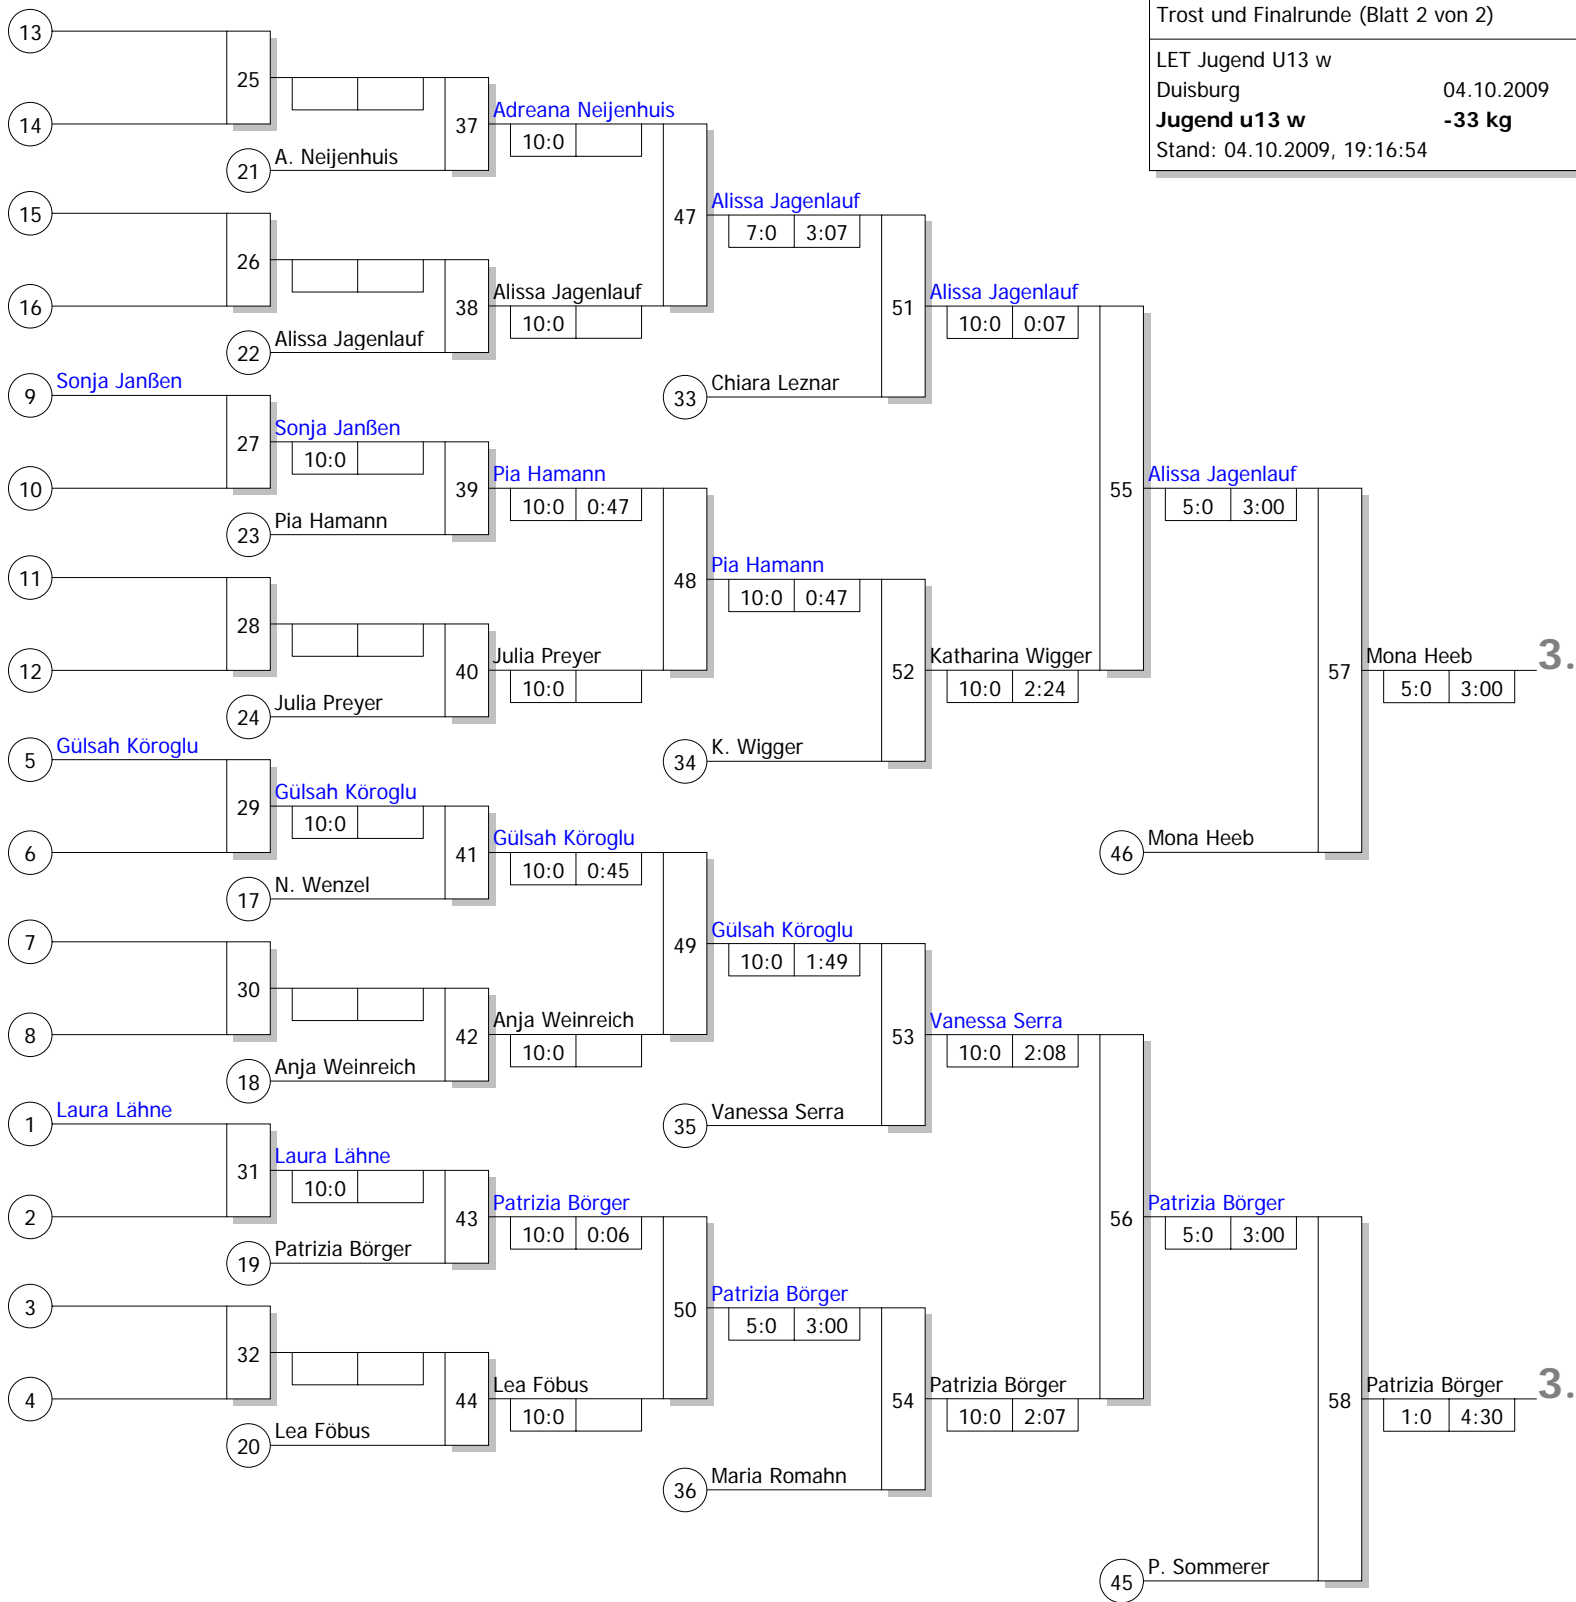 Trost und Finalrunde (Blatt 2 von 2)
LET Jugend U13 w
Duisburg 04.10.2009
Jugend u13 w -33 kg
Stand: 04.10.2009, 19:16:54
13
25
14
37
Adreana Neijenhuis
10:0
21 A. Neijenhuis
15
47
Alissa Jagenlauf
7:0 3:07
26
16
38
Alissa Jagenlauf
10:0
22 Alissa Jagenlauf
51
Alissa Jagenlauf
10:0 0:07
33 Chiara Leznar
9 Sonja Janßen
27
Sonja Janßen
10:0
10
39
Pia Hamann
10:0 0:47
23 Pia Hamann
55
Alissa Jagenlauf
5:0 3:00
11
48
Pia Hamann
10:0 0:47
28
12
40
Julia Preyer
10:0
24 Julia Preyer
52
Katharina Wigger
10:0 2:24
34 K. Wigger
57
Mona Heeb
5:0 3:00
3.
5 Gülsah Köroglu
29
Gülsah Köroglu
10:0
6
41
Gülsah Köroglu
10:0 0:45
17 N. Wenzel
46 Mona Heeb
7
49
Gülsah Köroglu
10:0 1:49
30
8
42
Anja Weinreich
10:0
18 Anja Weinreich
53
Vanessa Serra
10:0 2:08
35 Vanessa Serra
1 Laura Lähne
31
Laura Lähne
10:0
2
43
Patrizia Börger
10:0 0:06
19 Patrizia Börger
56
Patrizia Börger
5:0 3:00
3
50
Patrizia Börger
5:0 3:00
32
4
44
Lea Föbus
10:0
20 Lea Föbus
54
Patrizia Börger
10:0 2:07
36 Maria Romahn
58
Patrizia Börger
1:0 4:30
3.
45 P. Sommerer